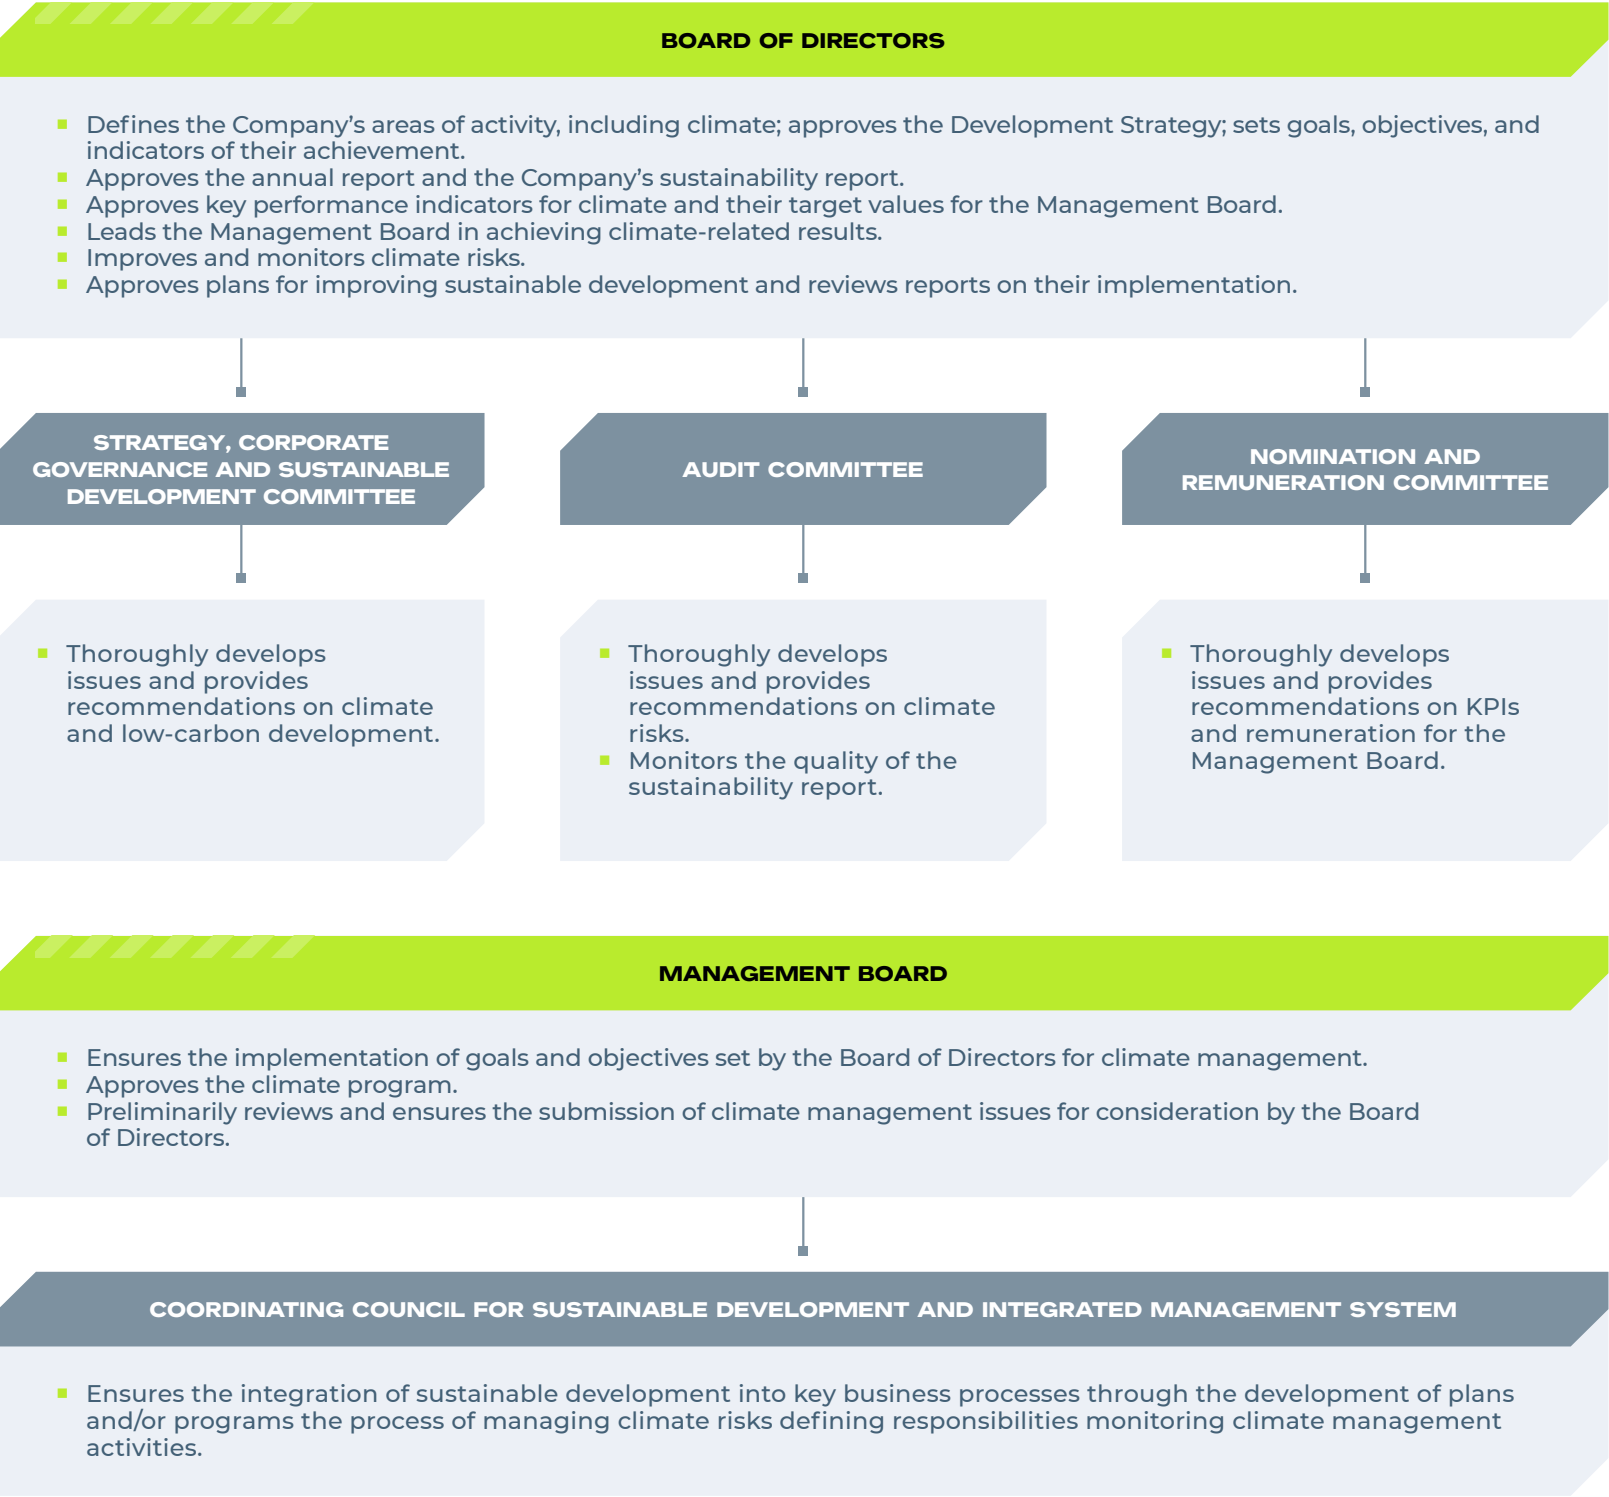 BOARD OF DIRECTORS
▪ Defines the Company’s areas of activity, including climate; approves the Development Strategy; sets goals, objectives, and
indicators of their achievement.
▪ Approves the annual report and the Company’s sustainability report.
▪ Approves key performance indicators for climate and their target values for the Management Board.
▪ Leads the Management Board in achieving climate-related results.
▪ Improves and monitors climate risks.
▪ Approves plans for improving sustainable development and reviews reports on their implementation.
STRATEGY, CORPORATE
GOVERNANCE AND SUSTAINABLE
DEVELOPMENT COMMITTEE
▪ Thoroughly develops
issues and provides
recommendations on climate
and low-carbon development.
AUDIT COMMITTEE
▪ Thoroughly develops
issues and provides
recommendations on climate
risks.
▪ Monitors the quality of the
sustainability report.
NOMINATION AND
REMUNERATION COMMITTEE
▪ Thoroughly develops
issues and provides
recommendations on KPIs
and remuneration for the
Management Board.
MANAGEMENT BOARD
▪ Ensures the implementation of goals and objectives set by the Board of Directors for climate management.
▪ Approves the climate program.
▪ Preliminarily reviews and ensures the submission of climate management issues for consideration by the Board
of Directors.
COORDINATING COUNCIL FOR SUSTAINABLE DEVELOPMENT AND INTEGRATED MANAGEMENT SYSTEM
▪ Ensures the integration of sustainable development into key business processes through the development of plans
and/or programs the process of managing climate risks defining responsibilities monitoring climate management
activities.